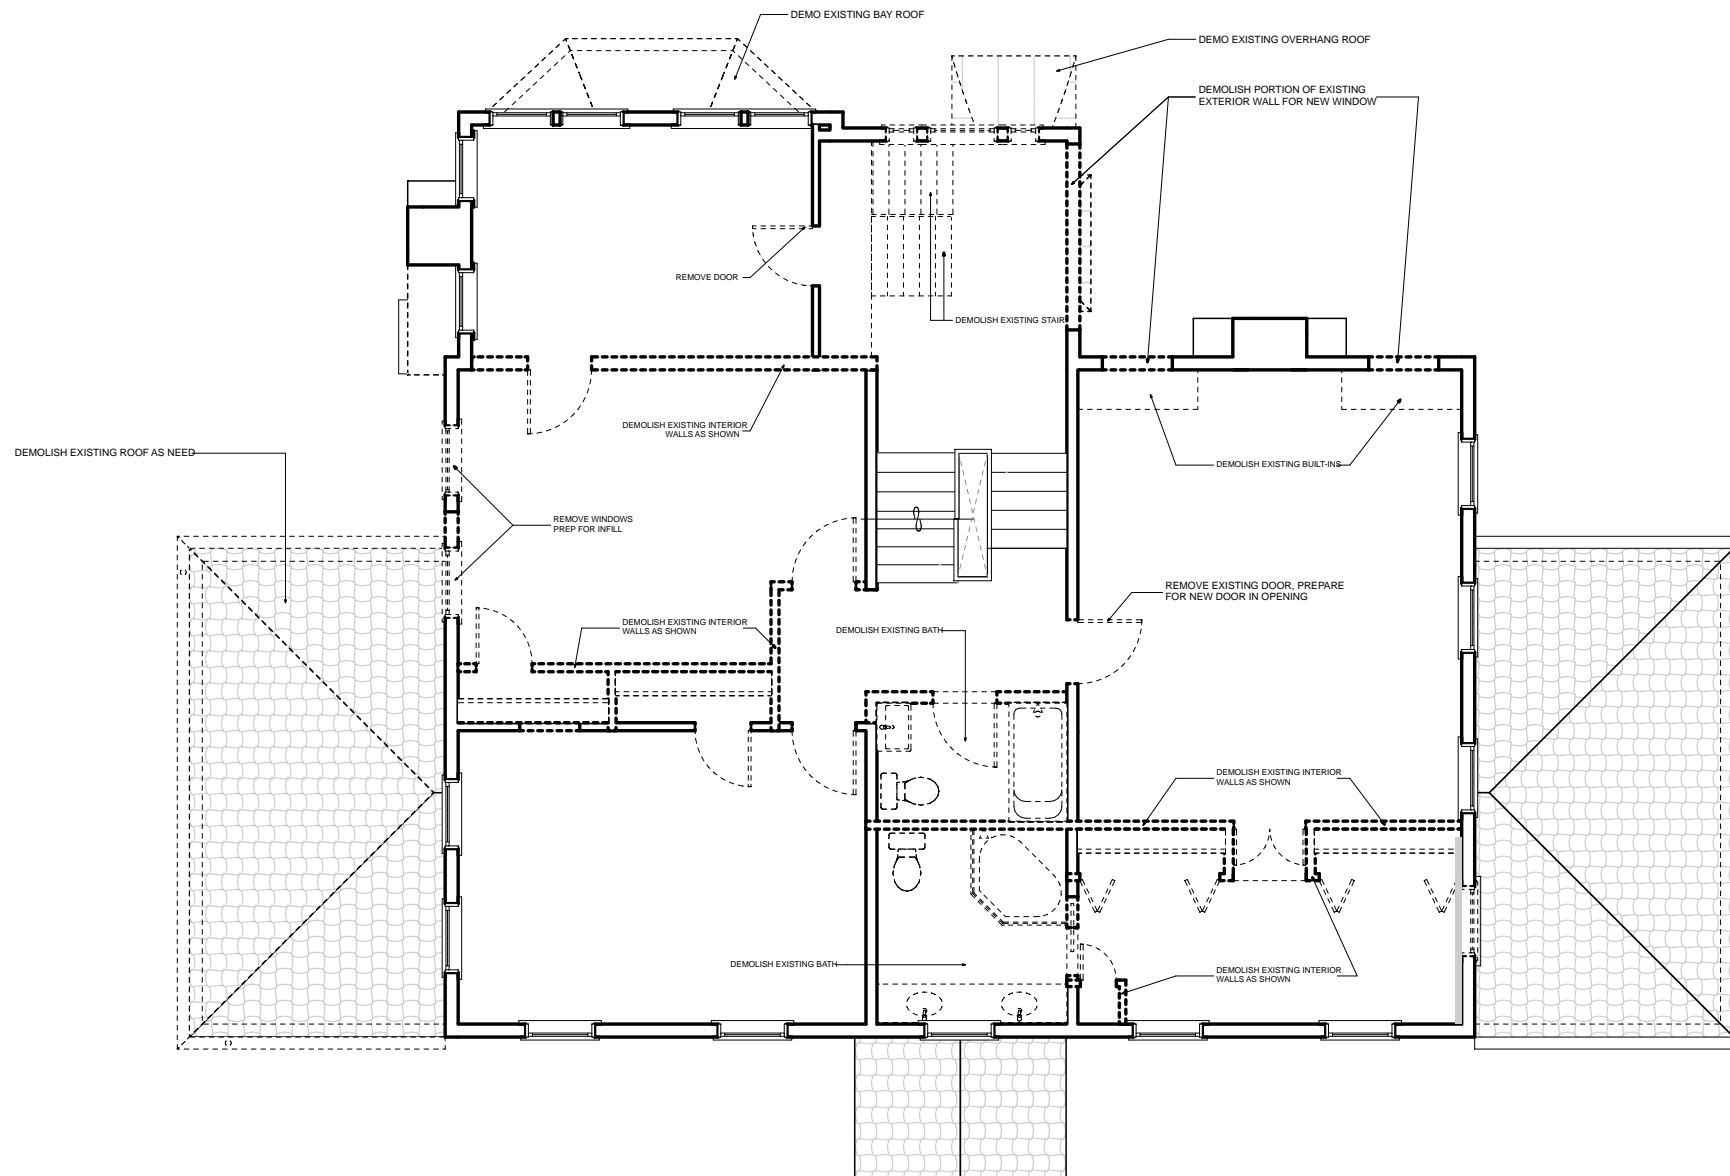 DEMO EXISTING BAY ROOF
DEMO EXISTING OVERHANG ROOF
DEMOLISH PORTION OF EXISTING
EXTERIOR WALL FOR NEW WINDOW
REMOVE DOOR
DEMOLISH EXISTING STAIR
DEMOLISH EXISTING INTERIOR
WALLS AS SHOWN
DEMOLISH EXISTING ROOF AS NEED
DEMOLISH EXISTING BUILT-INS
REMOVE WINDOWS
PREP FOR INFILL
REMOVE EXISTING DOOR, PREPARE
FOR NEW DOOR IN OPENING
DEMOLISH EXISTING INTERIOR
WALLS AS SHOWN
DEMOLISH EXISTING BATH
DEMOLISH EXISTING INTERIOR
WALLS AS SHOWN
DEMOLISH EXISTING BATH
DEMOLISH EXISTING INTERIOR
WALLS AS SHOWN